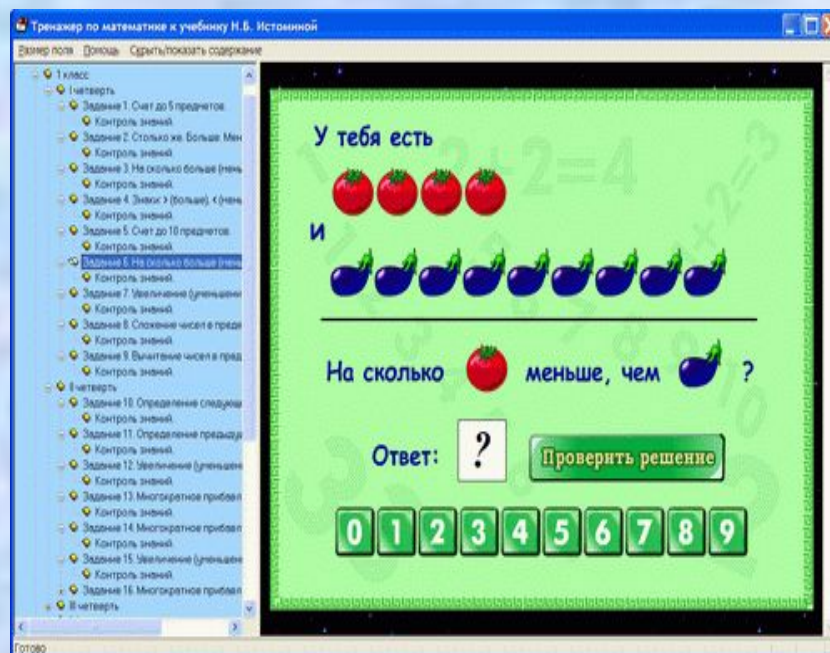 Тренажер по математике к учебнику Н.Б. Истоминой
Размер поля Помощь Скрыть/показать содержание
1 класс
I четверть
Задание 1. Счет до 5 предметов.
Контроль знаний.
Задание 2. Столько же. Больше. Мен
Контроль знаний.
Задание 3. На сколько больше (мень
Контроль знаний.
Задание 4. Знаки > (больше), < (мень
Контроль знаний.
Задание 5. Счет до 10 предметов.
Контроль знаний.
Задание 6. На сколько больше (мень
Контроль знаний.
Задание 7. Увеличение (уменьшени
Контроль знаний.
Задание 8. Сложение чисел в преде
Контроль знаний.
Задание 9. Вычитание чисел в пред
Контроль знаний.
II четверть
Задание 10. Определение следующ
Контроль знаний.
Задание 11. Определение предыду
Контроль знаний.
Задание 12. Увеличение (уменьшен
Контроль знаний.
Задание 13. Многократное прибавл
Контроль знаний.
Задание 14. Многократное прибавл
Контроль знаний.
Задание 15. Увеличение (уменьшен
Контроль знаний.
Задание 16. Многократное прибавл
III четверть
Готово
У тебя есть
2+2=4
и
На сколько меньше, чем ?
Ответ: ? Проверить решение
0 1 2 3 4 5 6 7 8 9